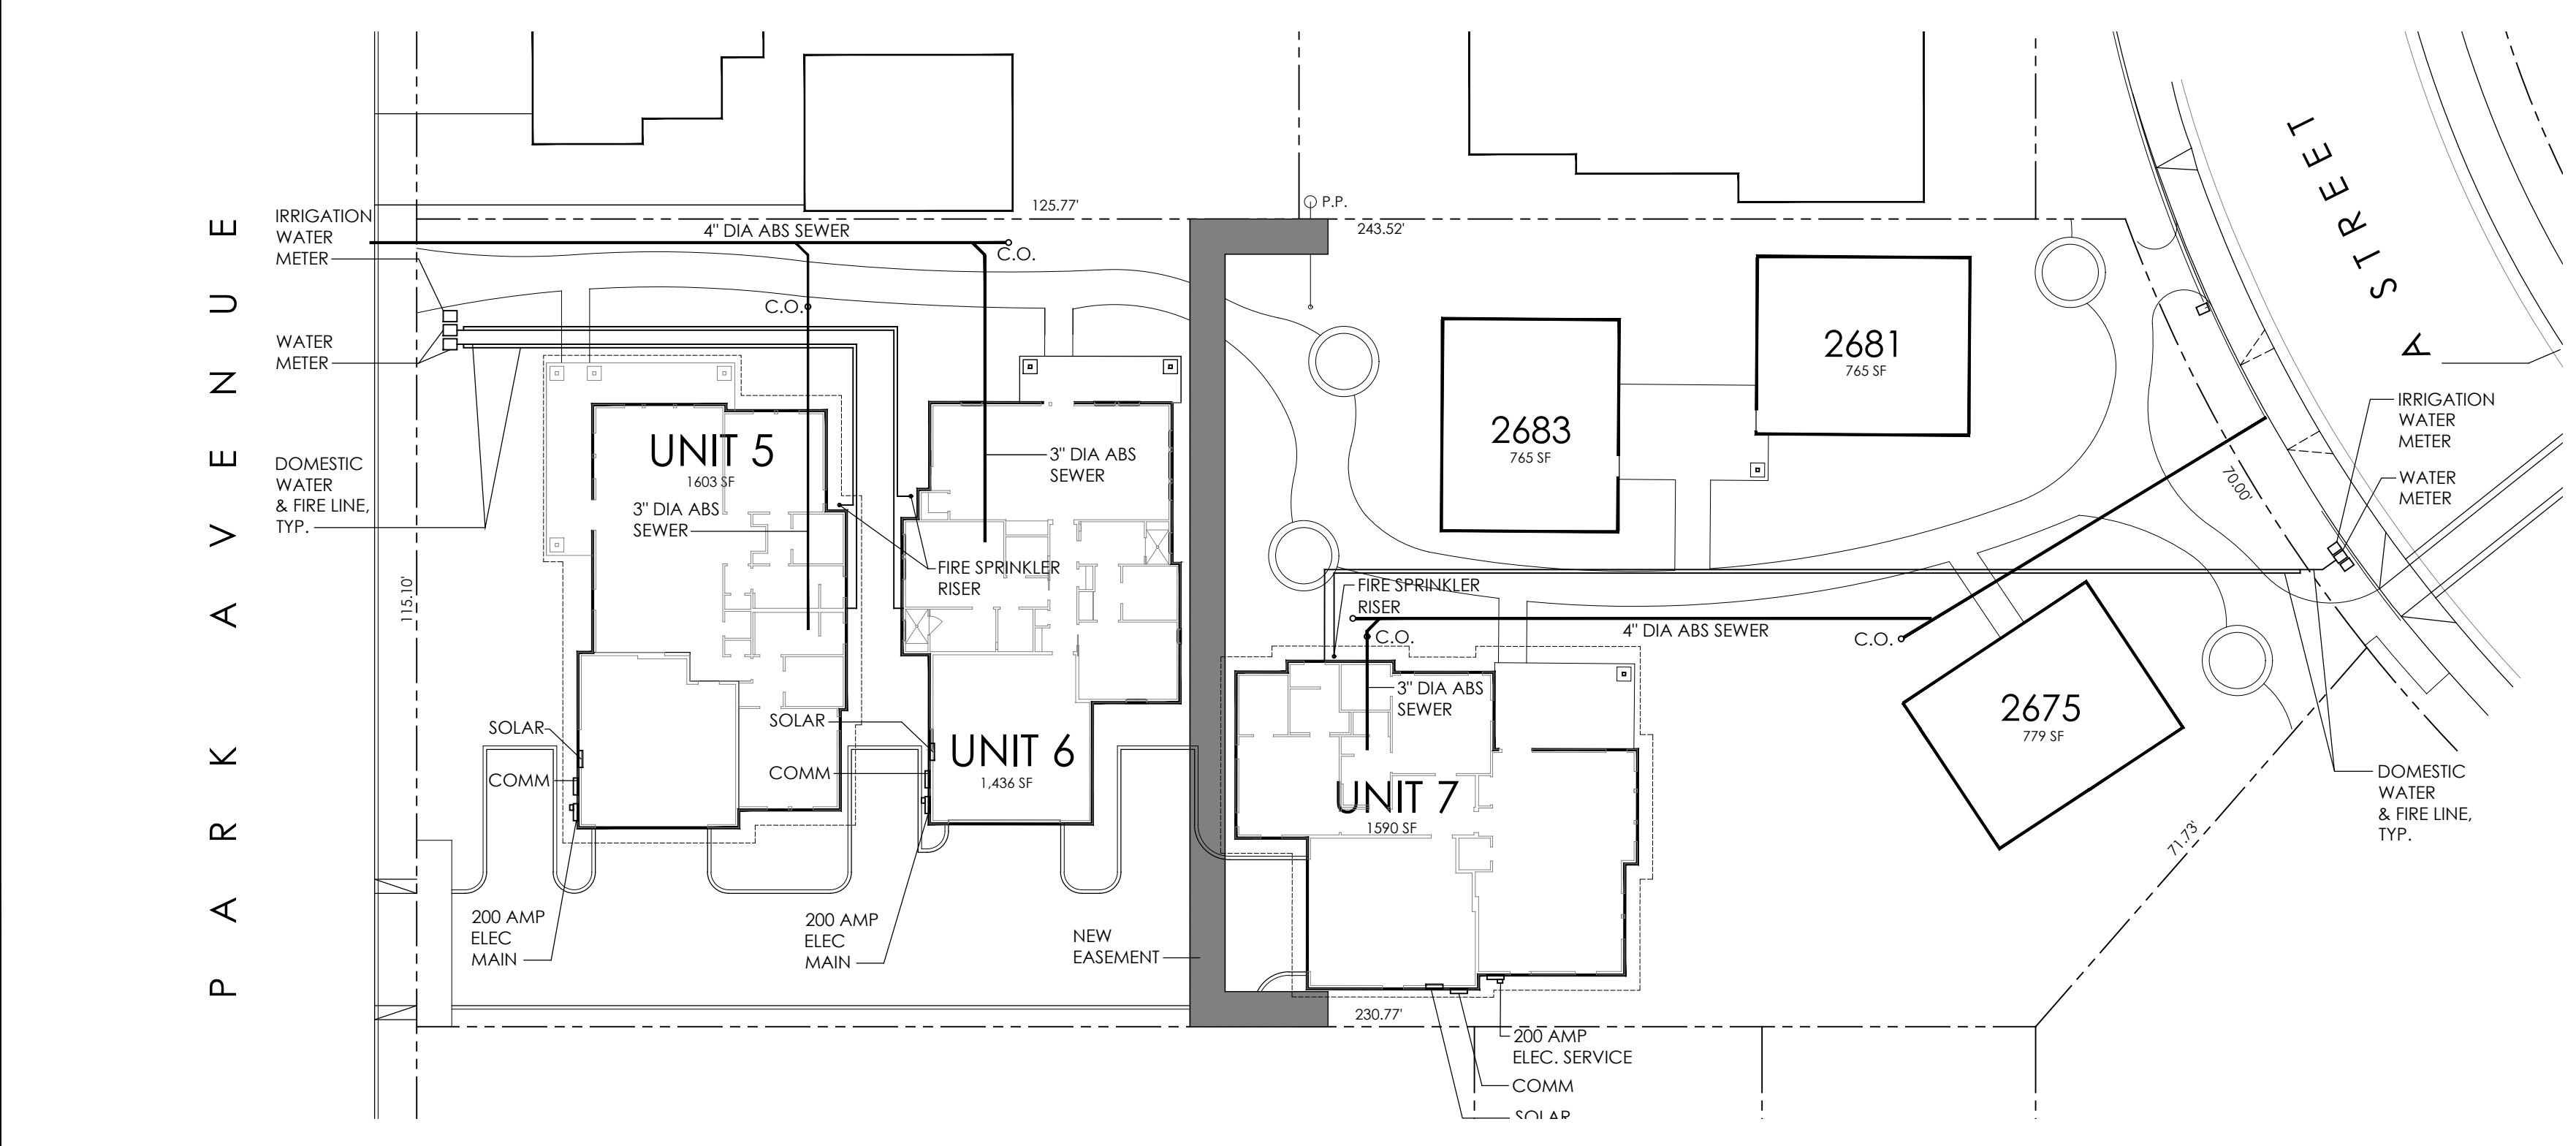 PARK AVENUE
IRRIGATION
WATER
METER
WATER
METER
DOMESTIC
WATER
& FIRE LINE,
TYP.
115.10'
125.77'
4" DIA ABS SEWER
C.O.
C.O.
UNIT 5
1603 SF
3" DIA ABS
SEWER
3" DIA ABS
SEWER
FIRE SPRINKLER
RISER
SOLAR
COMM
200 AMP
ELEC
MAIN
SOLAR
COMM
200 AMP
ELEC
MAIN
UNIT 6
1,436 SF
NEW
EASEMENT
P.P.
243.52'
2683
765 SF
2681
765 SF
A STREET
IRRIGATION
WATER
METER
WATER
METER
70.00'
FIRE SPRINKLER
RISER
C.O.
4" DIA ABS SEWER
C.O.
3" DIA ABS
SEWER
UNIT 7
1590 SF
2675
779 SF
71.73'
DOMESTIC
WATER
& FIRE LINE,
TYP.
230.77'
200 AMP
ELEC. SERVICE
COMM
SOLAR